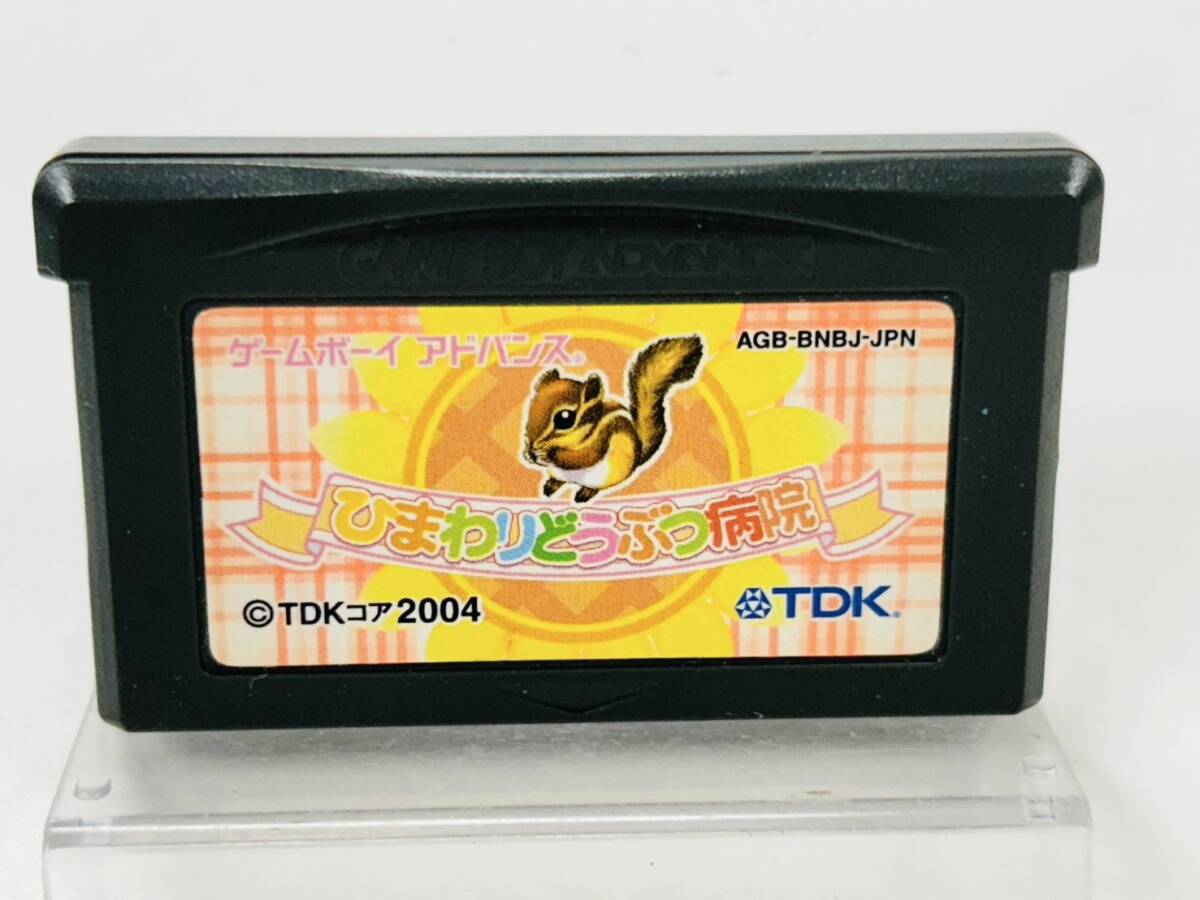 GAME BOY ADVANCE
ゲームボーイ アドバンス®
AGB-BNBJ-JPN
ひまわりどうぶつ病院
©TDKコア2004
TDK®